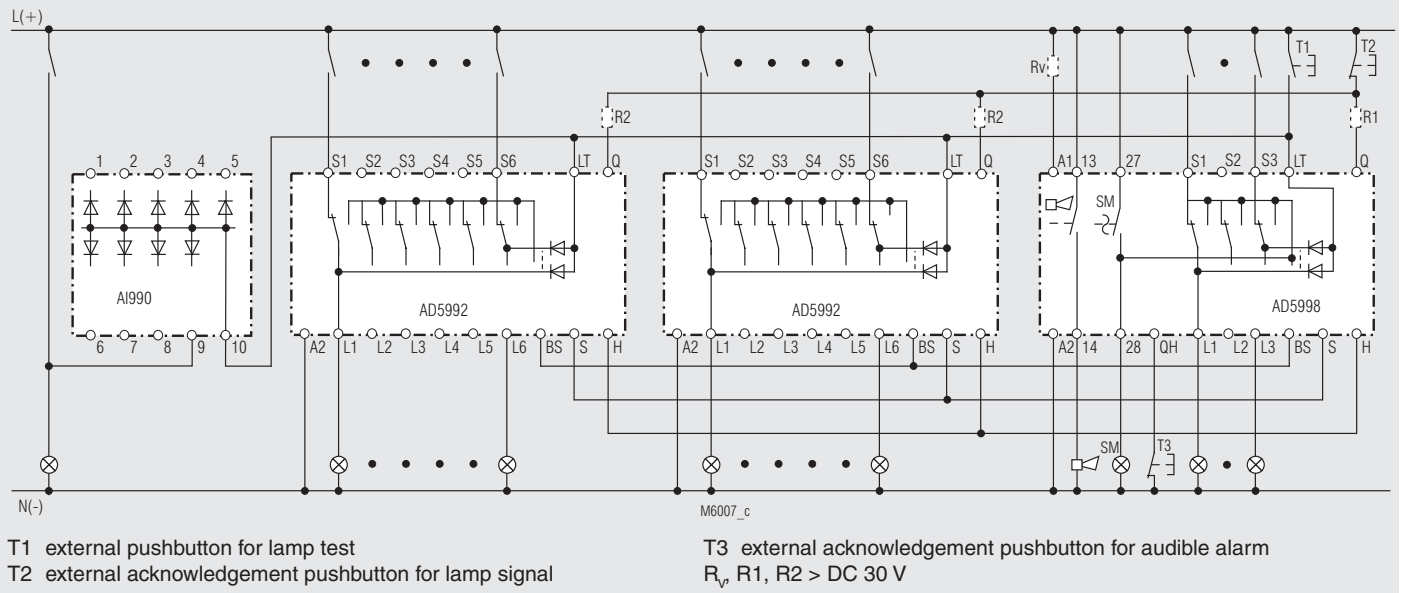 L(+)
T1 T2
Rv R2 R2 R1
1 2 3 4 5 S1 S2 S3 S4 S5 S6 LT Q S1 S2 S3 S4 S5 S6 LT Q A1 13 27 S1 S2 S3 LT Q
SM
AI990 AD5992 AD5992 AD5998
6 7 8 9 10 A2 L1 L2 L3 L4 L5 L6 BS S H A2 L1 L2 L3 L4 L5 L6 BS S H A2 14 28 QH L1 L2 L3 BS S H
SM T3
N(-)
M6007_c
T1 external pushbutton for lamp test
T2 external acknowledgement pushbutton for lamp signal
T3 external acknowledgement pushbutton for audible alarm
Rv, R1, R2 > DC 30 V